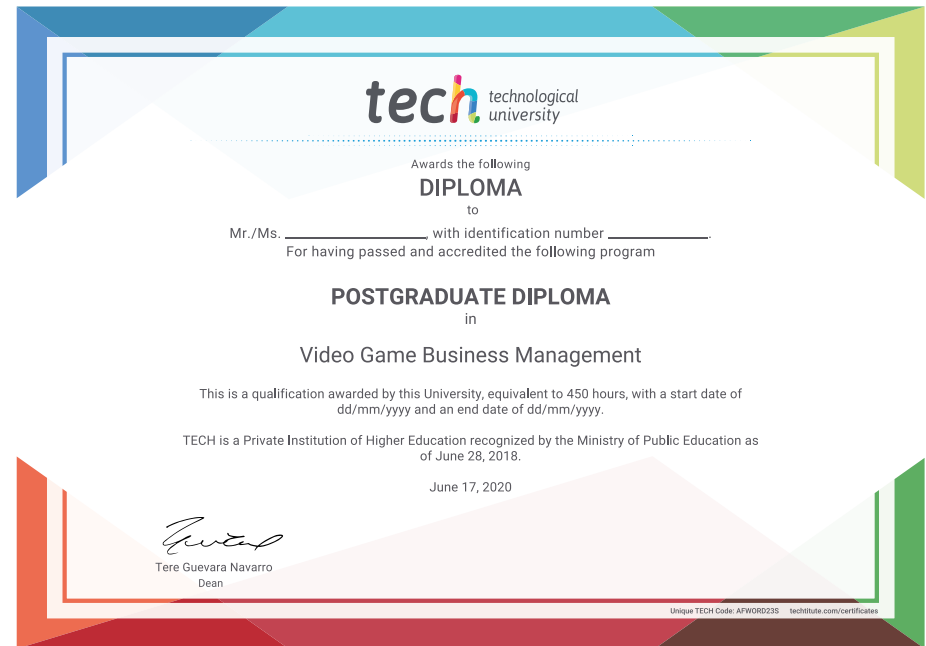 tech technological
university
Awards the following
DIPLOMA
to
Mr./Ms. ____________________, with identification number ______________.
For having passed and accredited the following program
POSTGRADUATE DIPLOMA
in
Video Game Business Management
This is a qualification awarded by this University, equivalent to 450 hours, with a start date of
dd/mm/yyyy and an end date of dd/mm/yyyy.
TECH is a Private Institution of Higher Education recognized by the Ministry of Public Education as
of June 28, 2018.
June 17, 2020
Tere Guevara Navarro
Dean
Unique TECH Code: AFWORD23S techtitute.com/certificates